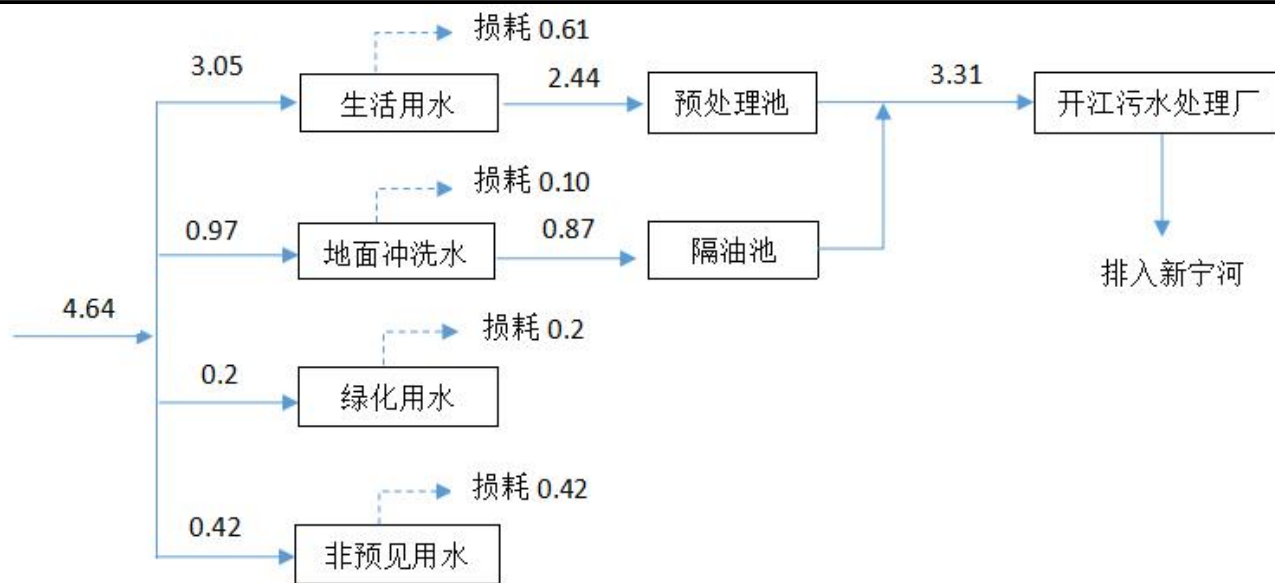 损耗 0.61
3.05
生活用水
2.44
预处理池
3.31
开江污水处理厂
损耗 0.10
0.97
地面冲洗水
0.87
隔油池
排入新宁河
4.64
损耗 0.2
0.2
绿化用水
损耗 0.42
0.42
非预见用水